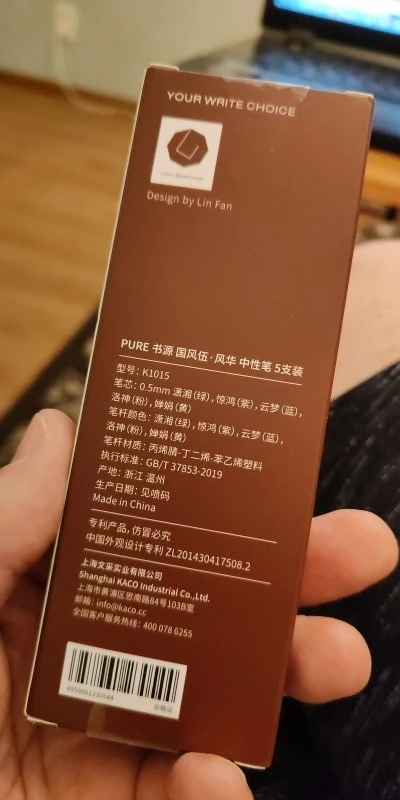 YOUR WRITE CHOICE
Design by Lin Fan
PURE 书源 国风伍·风华 中性笔 5支装
型号: K1015
笔芯: 0.5mm 潇湘(绿), 惊鸿(紫), 云梦(蓝),
洛神(粉), 婵娟(黄)
笔杆颜色: 潇湘(绿), 惊鸿(紫), 云梦(蓝),
洛神(粉), 婵娟(黄)
笔杆材质: 丙烯腈-丁二烯-苯乙烯塑料
执行标准: GB/T 37853-2019
产地: 浙江 温州
生产日期: 见喷码
Made in China
专利产品, 仿冒必究
中国外观设计专利 ZL201430417508.2
上海文采实业有限公司
Shanghai KACO Industrial Co.,Ltd.
上海市黄浦区思南路84号103B室
邮箱: info@kaco.cc
全国客户服务热线: 400 078 6255
6958961230544
合格证